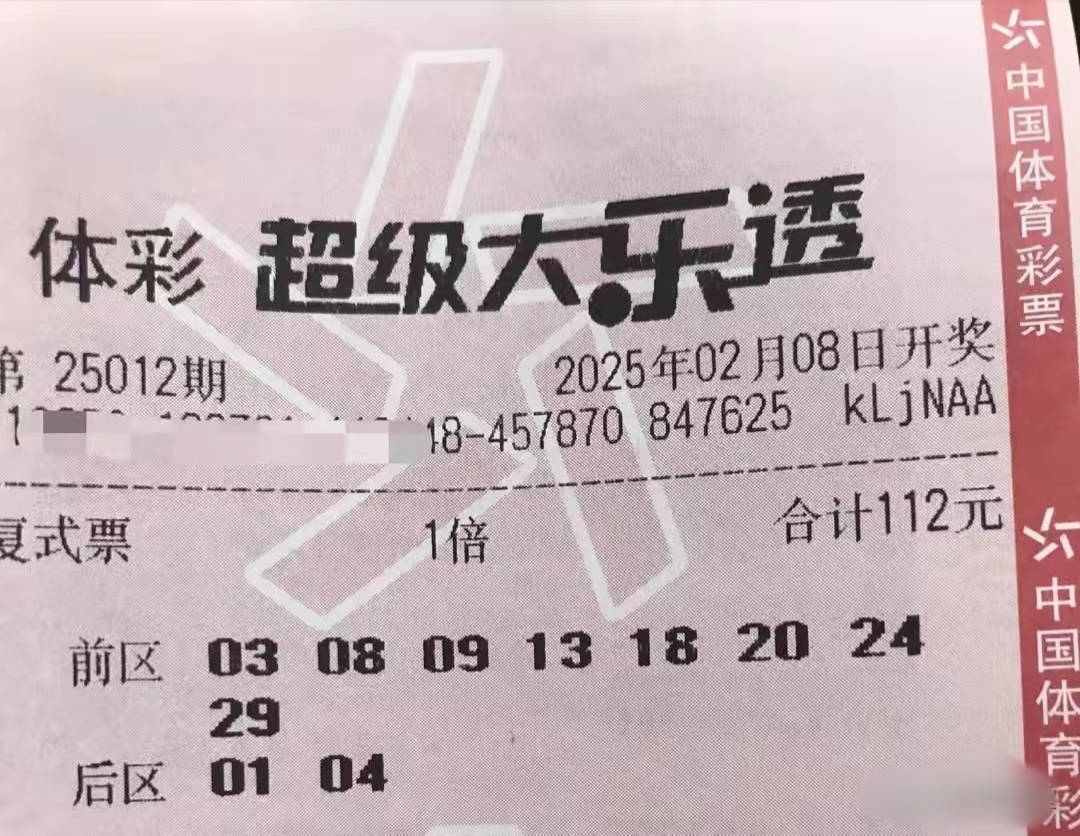 体彩 超级大乐透
第 25012期 2025年02月08日开奖
48-457870 847625 kLjNAA
复式票 1倍 合计112元
前区 03 08 09 13 18 20 24
29
后区 01 04
中国体育彩票
中国体育彩